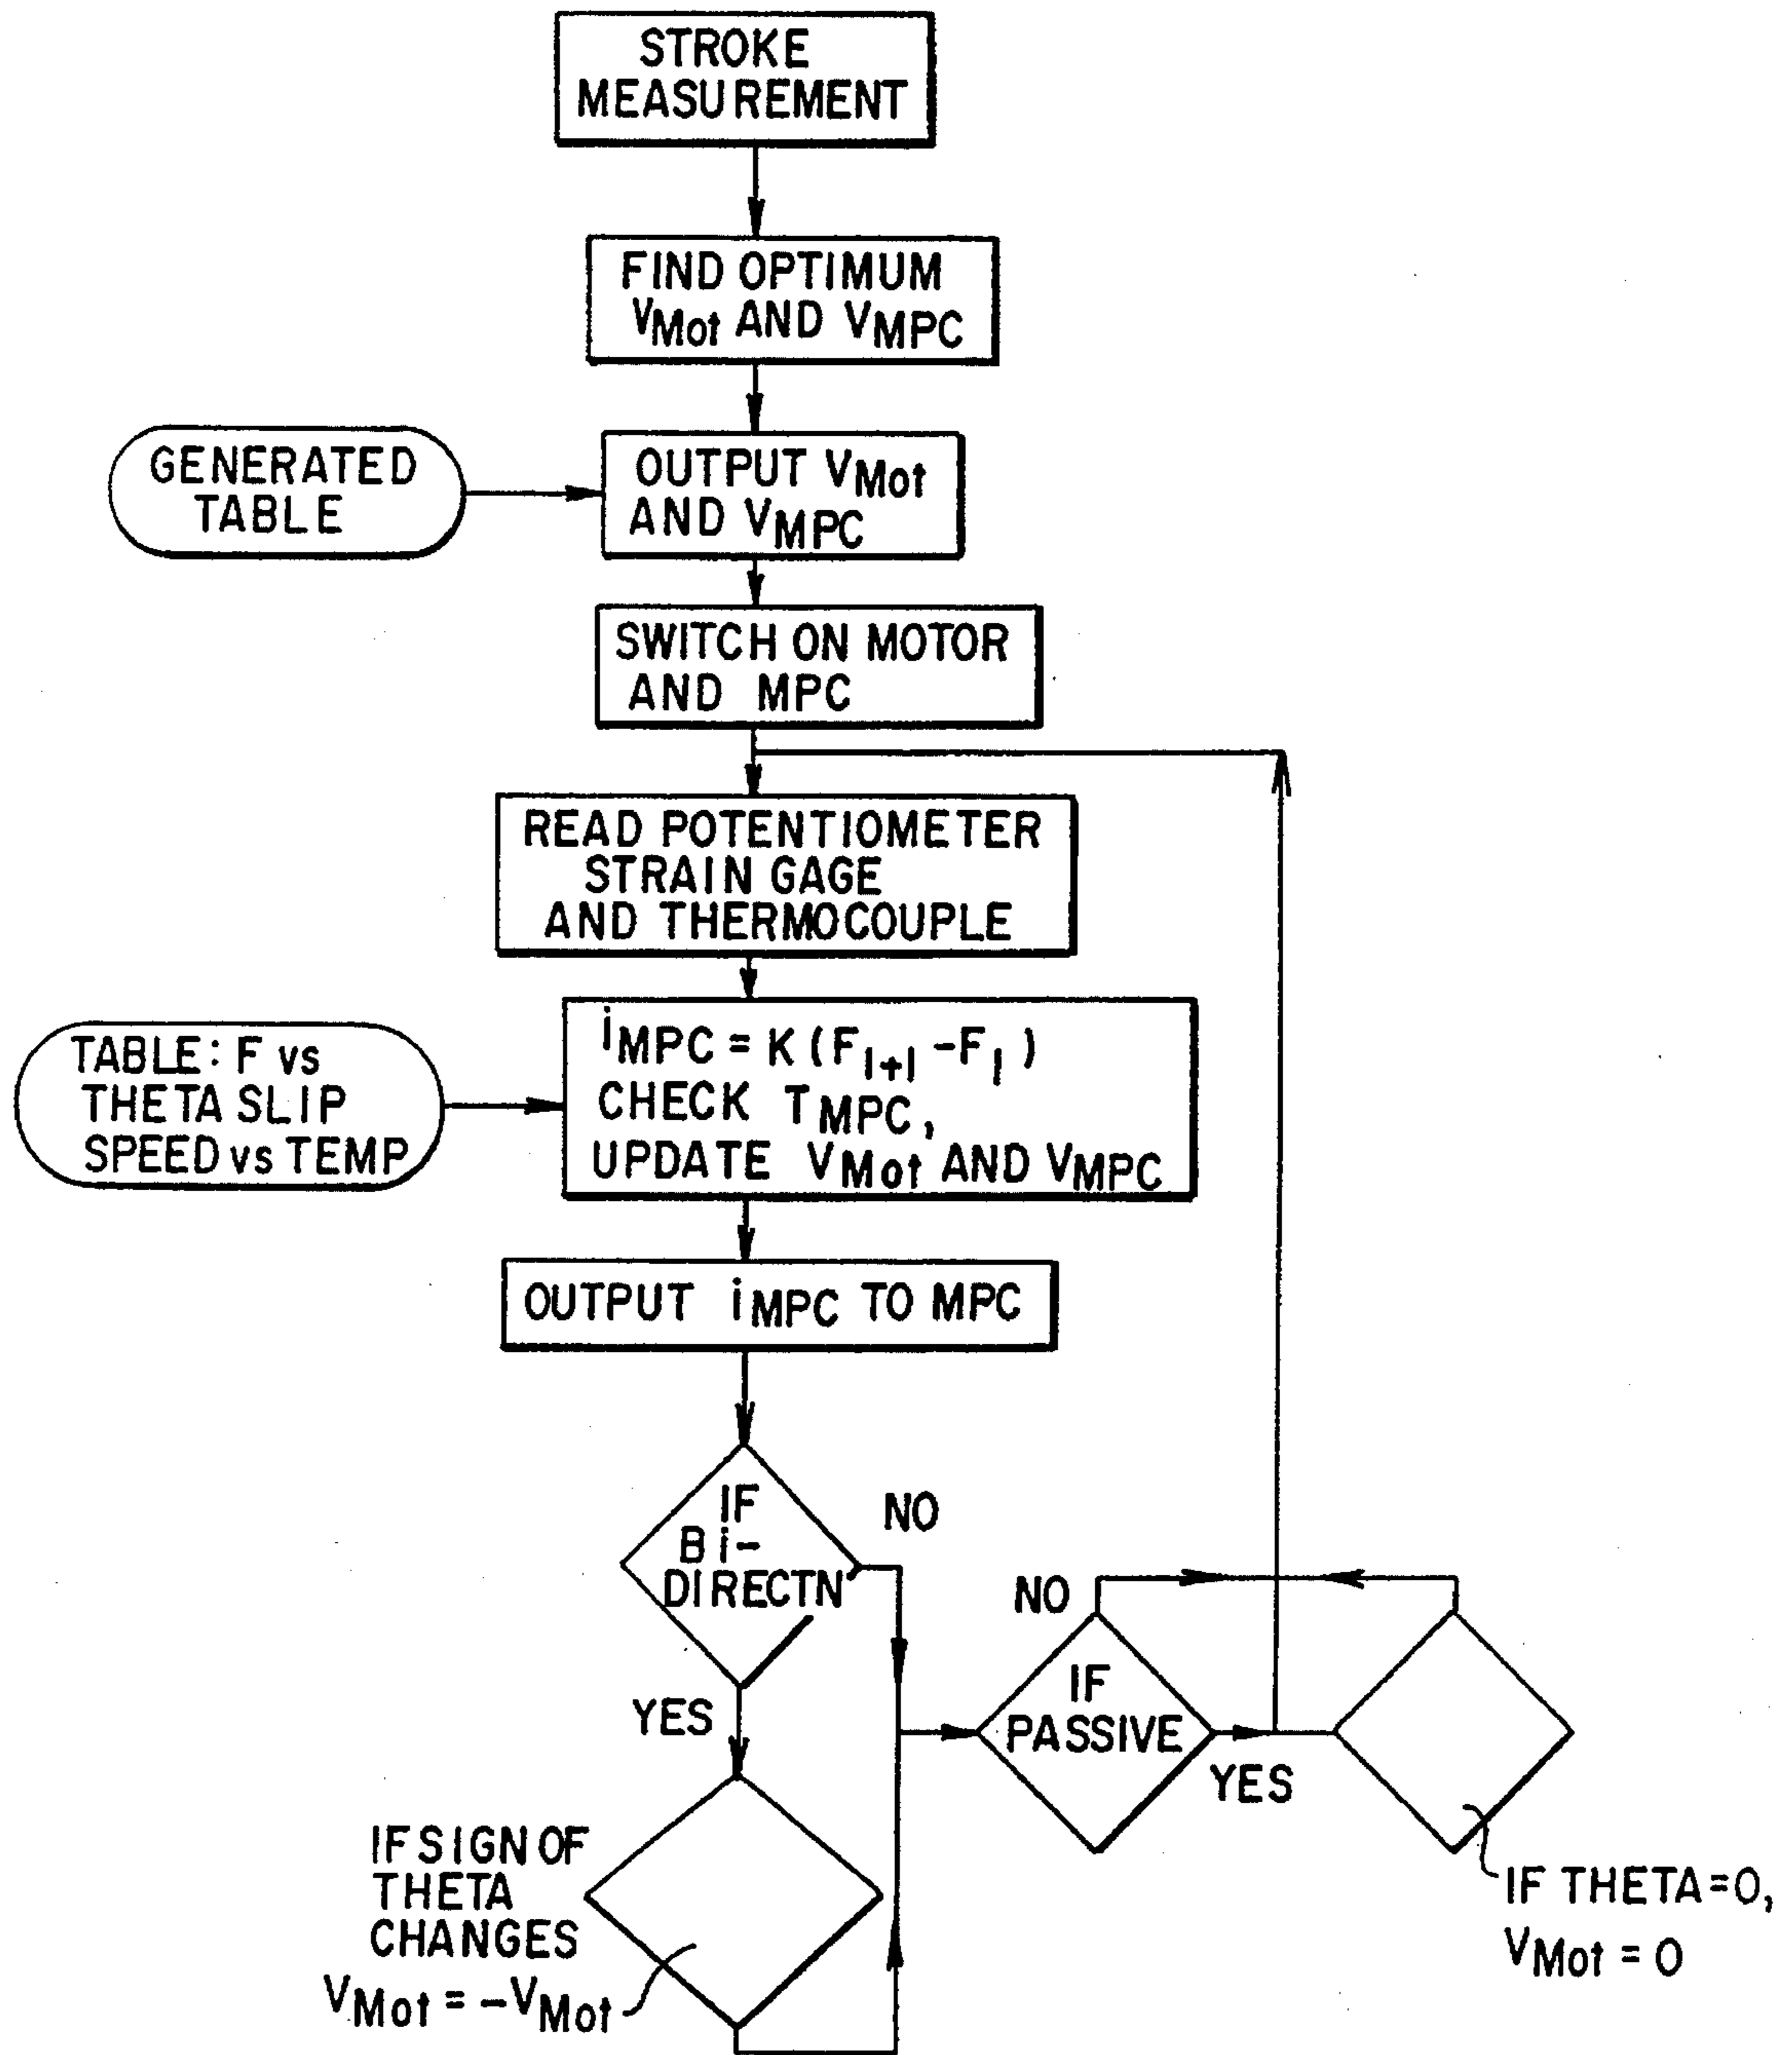 STROKE
MEASUREMENT
FIND OPTIMUM
VMot AND VMPC
GENERATED
TABLE
OUTPUT VMot
AND VMPC
SWITCH ON MOTOR
AND MPC
READ POTENTIOMETER
STRAIN GAGE
AND THERMOCOUPLE
TABLE: F vs
THETA SLIP
SPEED vs TEMP
iMPC = K (FI+I -FI)
CHECK TMPC,
UPDATE VMot AND VMPC
OUTPUT iMPC TO MPC
IF
Bi-
DIRECTN
NO
YES
IF SIGN OF
THETA
CHANGES
VMot = -VMot
NO
IF
PASSIVE
YES
IF THETA=0,
VMot = 0